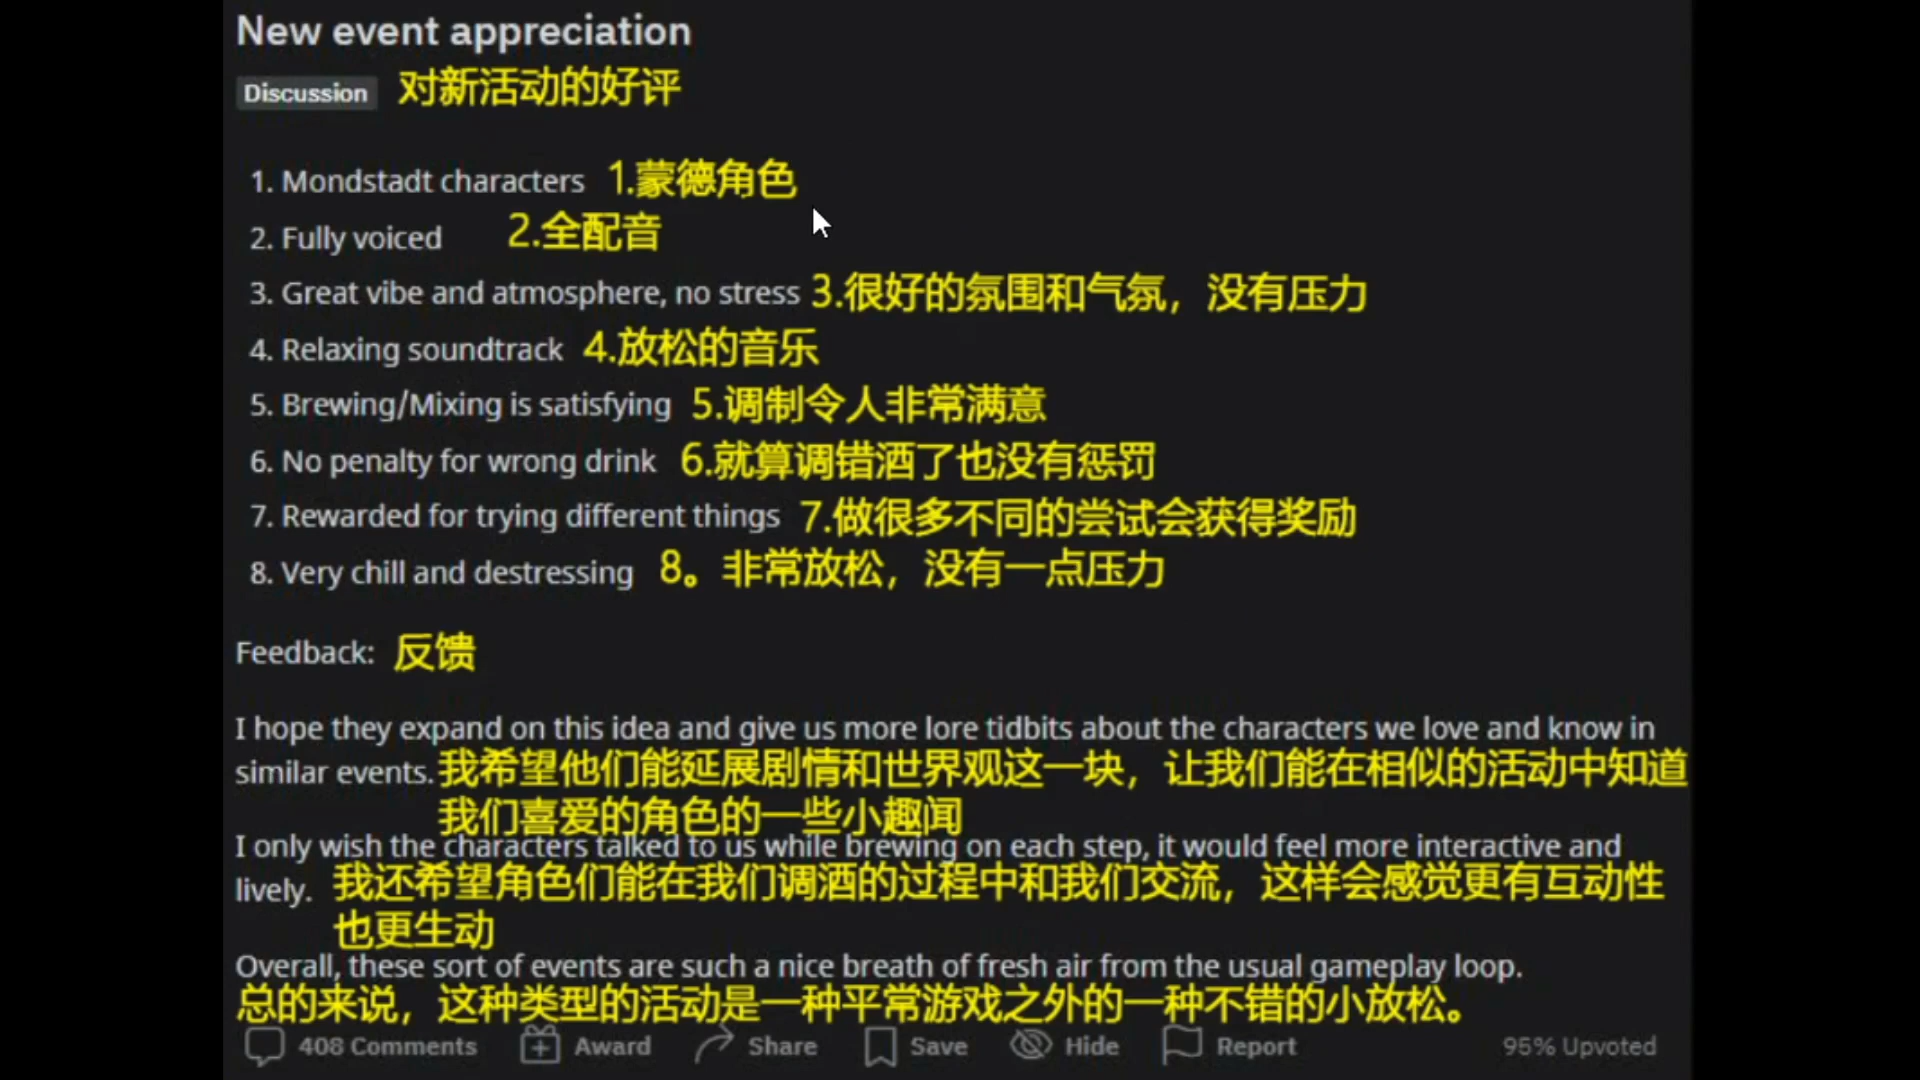 New event appreciation
Discussion 对新活动的好评
1. Mondstadt characters 1.蒙德角色
2. Fully voiced 2.全配音
3. Great vibe and atmosphere, no stress 3.很好的氛围和气氛，没有压力
4. Relaxing soundtrack 4.放松的音乐
5. Brewing/Mixing is satisfying 5.调制令人非常满意
6. No penalty for wrong drink 6.就算调错酒了也没有惩罚
7. Rewarded for trying different things 7.做很多不同的尝试会获得奖励
8. Very chill and destressing 8。非常放松，没有一点压力
Feedback: 反馈
I hope they expand on this idea and give us more lore tidbits about the characters we love and know in
similar events. 我希望他们能延展剧情和世界观这一块，让我们能在相似的活动中知道
我们喜爱的角色的一些小趣闻
I only wish the characters talked to us while brewing on each step, it would feel more interactive and
lively. 我还希望角色们能在我们调酒的过程中和我们交流，这样会感觉更有互动性
也更生动
Overall, these sort of events are such a nice breath of fresh air from the usual gameplay loop.
总的来说，这种类型的活动是一种平常游戏之外的一种不错的小放松。
408 Comments Award Share Save Hide Report 95% Upvoted